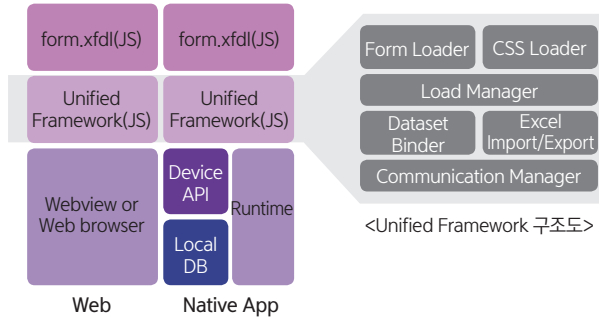 form.xfdl(JS)
form.xfdl(JS)
Unified
Framework(JS)
Unified
Framework(JS)
Webview or
Web browser
Device
API
Local
DB
Runtime
Web
Native App
Form Loader
CSS Loader
Load Manager
Dataset
Binder
Excel
Import/Export
Communication Manager
<Unified Framework 구조도>